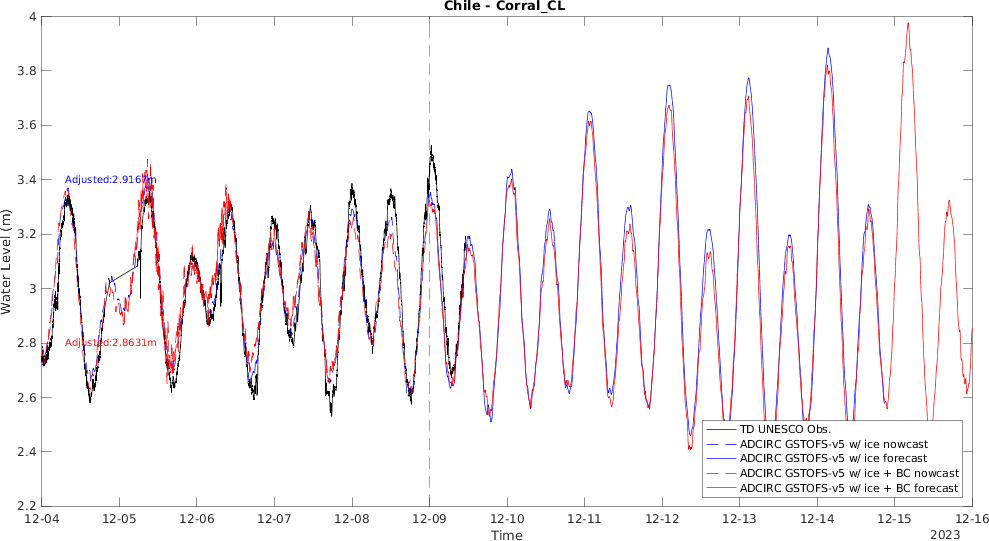 Chile - Corral_CL
4
3.8
3.6
3.4
3.2
3
2.8
2.6
2.4
2.2
Water Level (m)
Adjusted:2.9167m
Adjusted:2.8631m
TD UNESCO Obs.
ADCIRC GSTOFS-v5 w/ ice nowcast
ADCIRC GSTOFS-v5 w/ ice forecast
ADCIRC GSTOFS-v5 w/ ice + BC nowcast
ADCIRC GSTOFS-v5 w/ ice + BC forecast
12-04 12-05 12-06 12-07 12-08 12-09 12-10 12-11 12-12 12-13 12-14 12-15 12-16
Time
2023